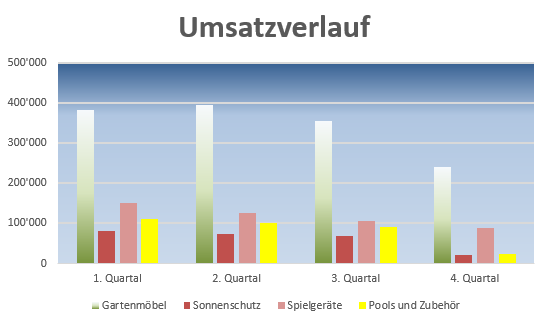 Umsatzverlauf
500'000
400'000
300'000
200'000
100'000
0
1. Quartal 2. Quartal 3. Quartal 4. Quartal
Gartenmöbel Sonnenschutz Spielgeräte Pools und Zubehör